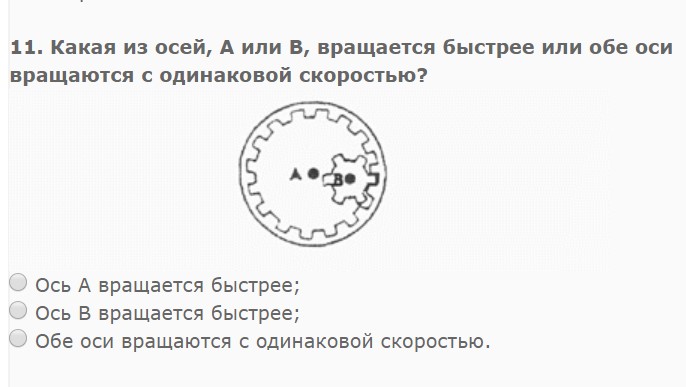 11. Какая из осей, А или В, вращается быстрее или обе оси
вращаются с одинаковой скоростью?
А
В
Ось А вращается быстрее;
Ось В вращается быстрее;
Обе оси вращаются с одинаковой скоростью.